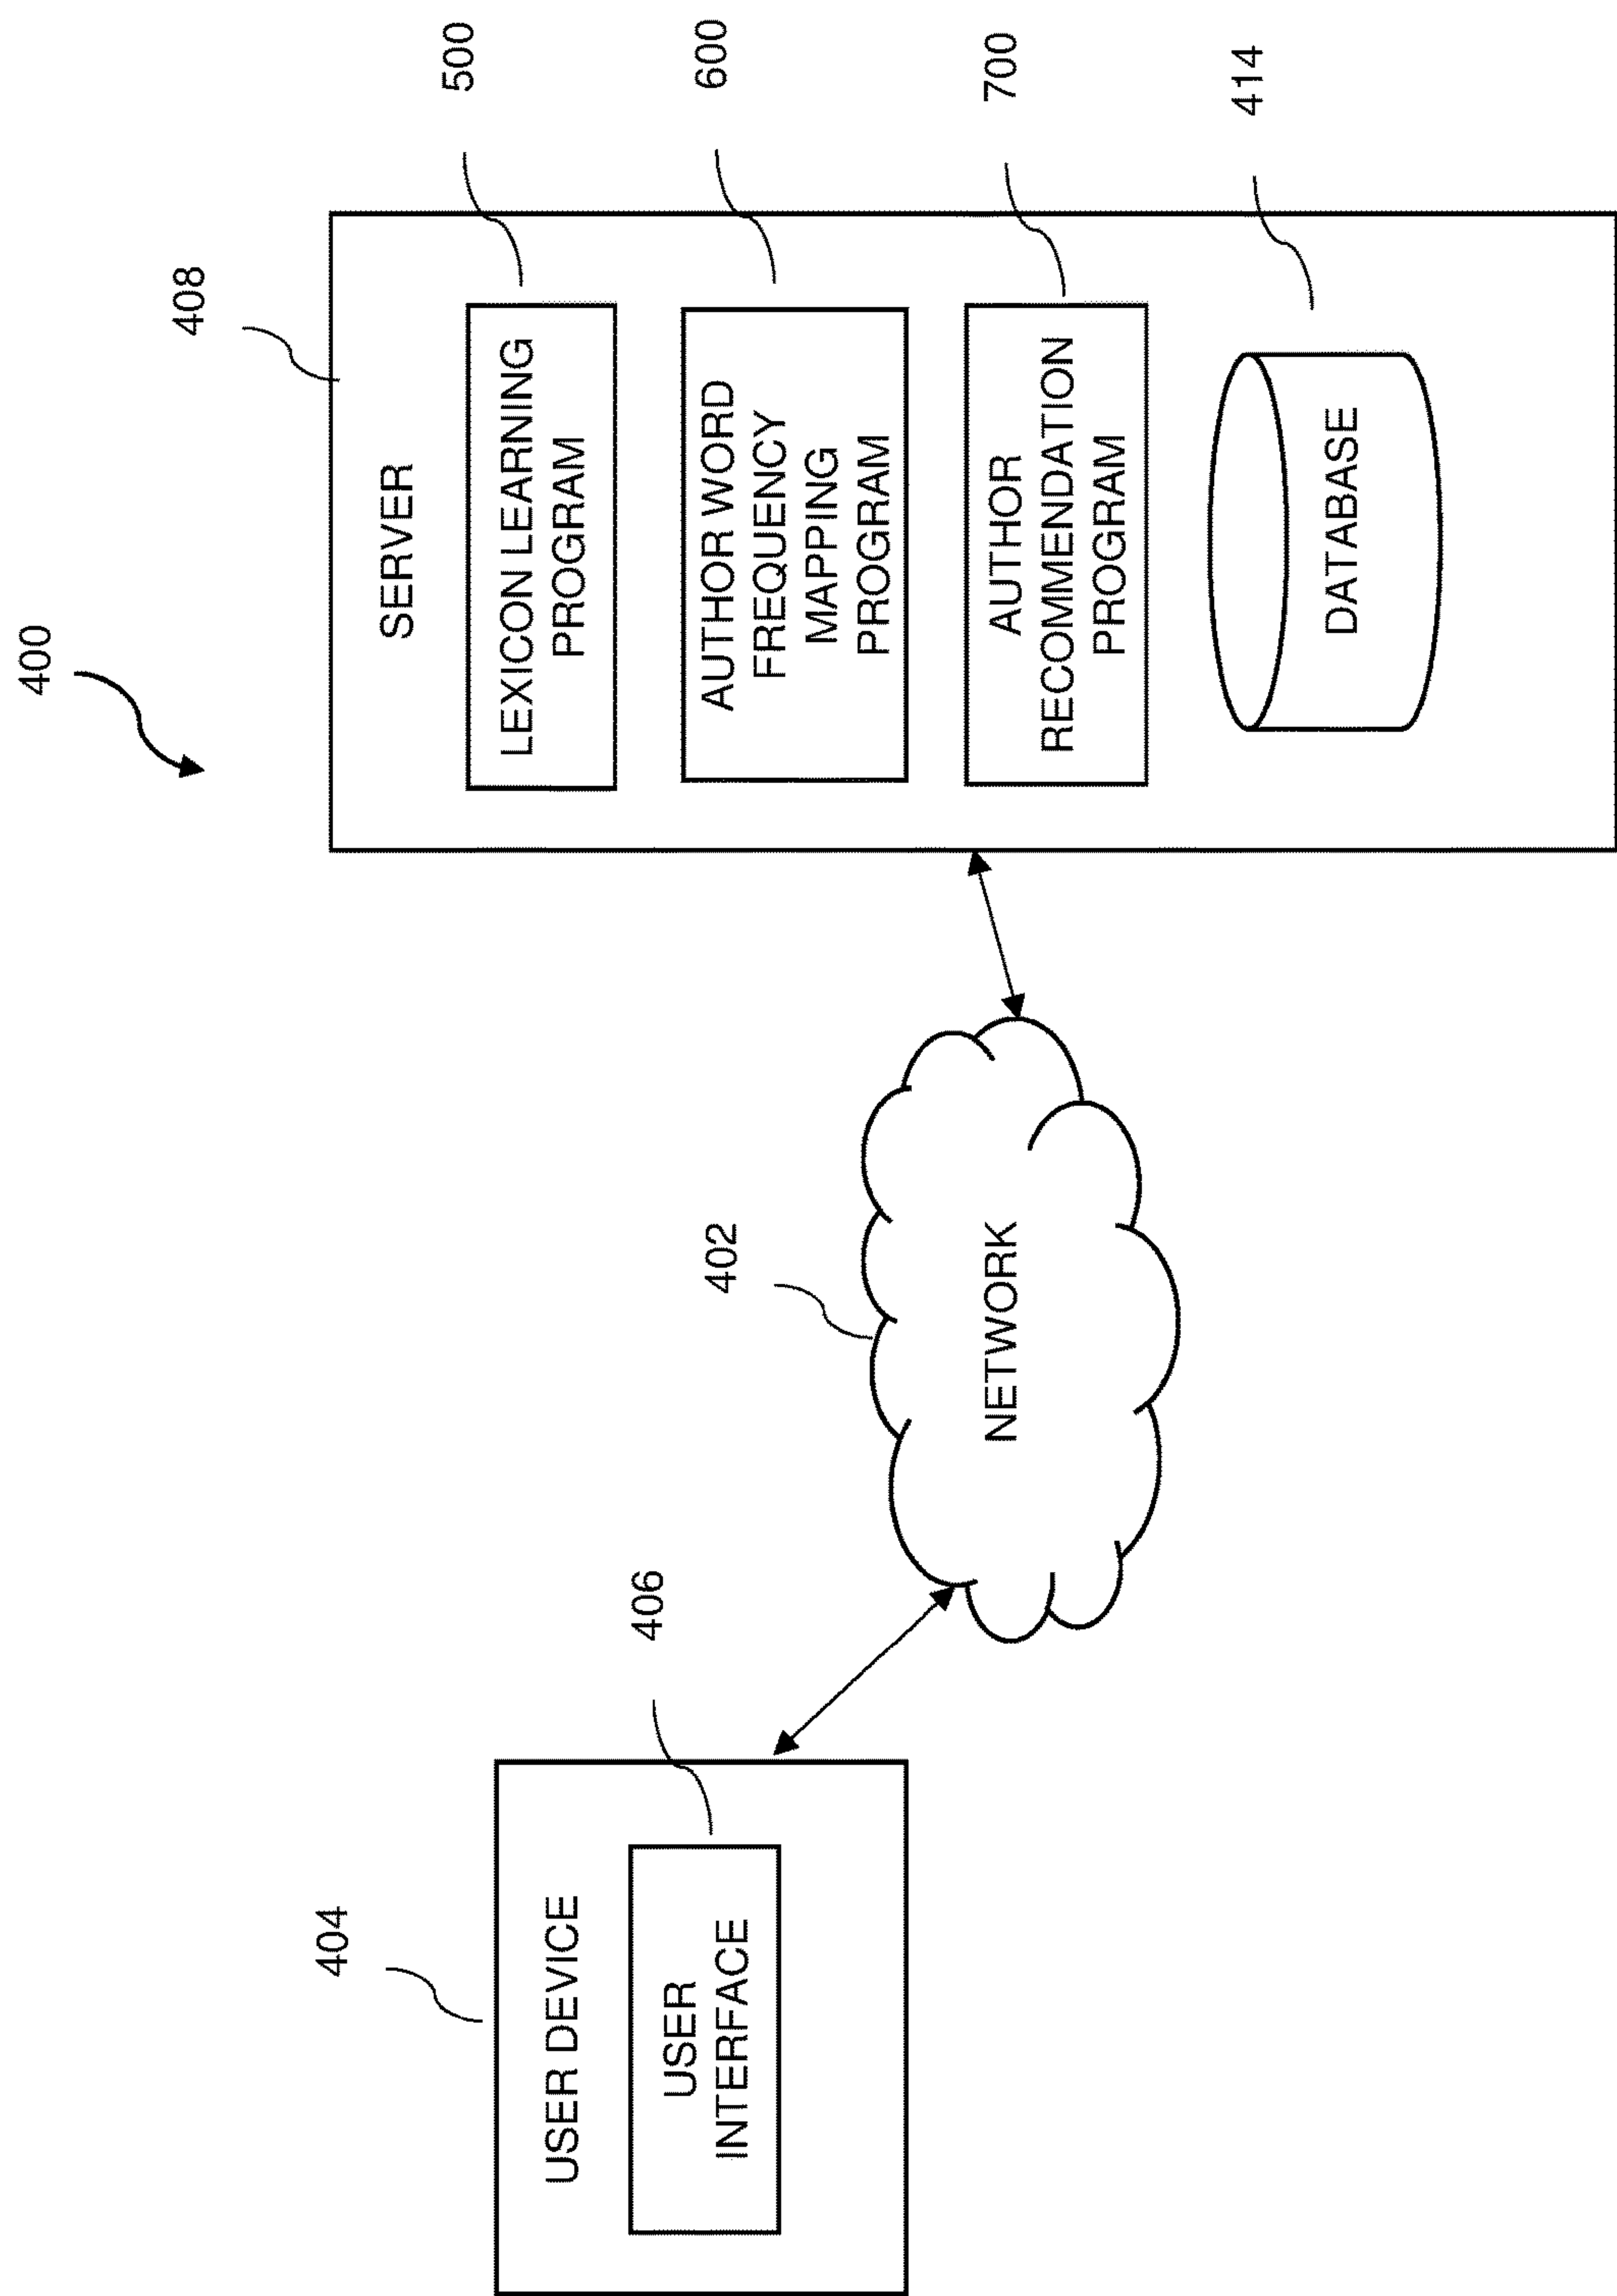 400
404
USER DEVICE
406
USER
INTERFACE
402
NETWORK
408
SERVER
500
LEXICON LEARNING
PROGRAM
600
AUTHOR WORD
FREQUENCY
MAPPING
PROGRAM
700
AUTHOR
RECOMMENDATION
PROGRAM
414
DATABASE